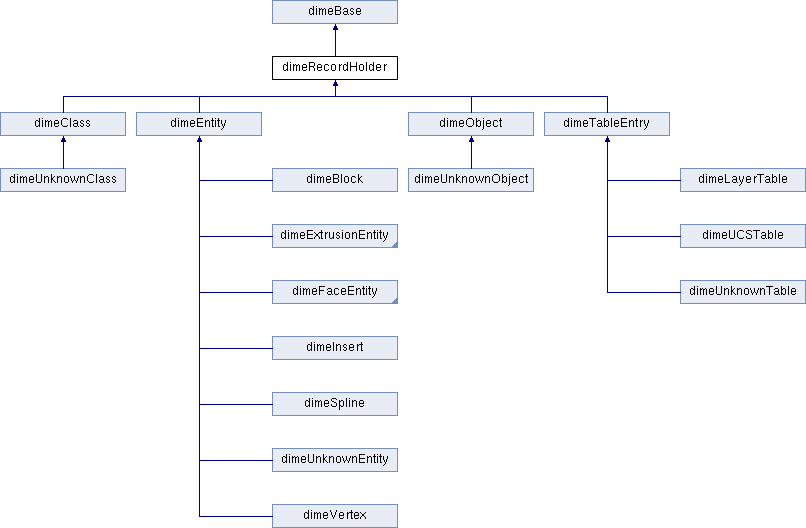 dimeBase
dimeRecordHolder
dimeClass
dimeEntity
dimeObject
dimeTableEntry
dimeUnknownClass
dimeBlock
dimeUnknownObject
dimeLayerTable
dimeExtrusionEntity
dimeUCSTable
dimeFaceEntity
dimeUnknownTable
dimeInsert
dimeSpline
dimeUnknownEntity
dimeVertex